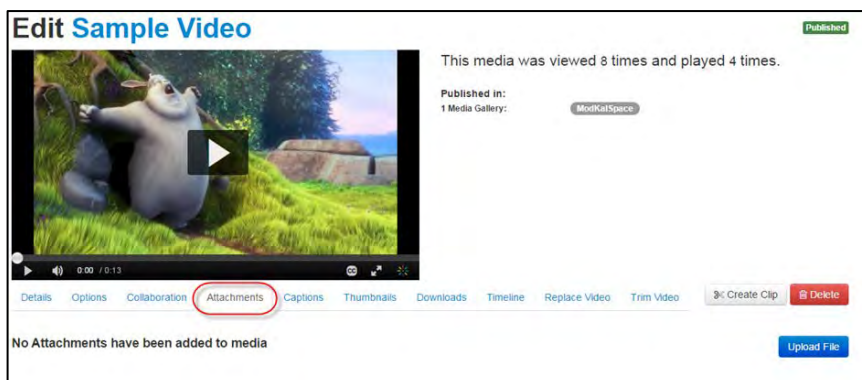 Edit Sample Video
Published
This media was viewed 8 times and played 4 times.
Published in:
1 Media Gallery: ModKalSpace
0:00 / 0:13
CC
Details Options Collaboration Attachments Captions Thumbnails Downloads Timeline Replace Video Trim Video Create Clip Delete
No Attachments have been added to media
Upload File